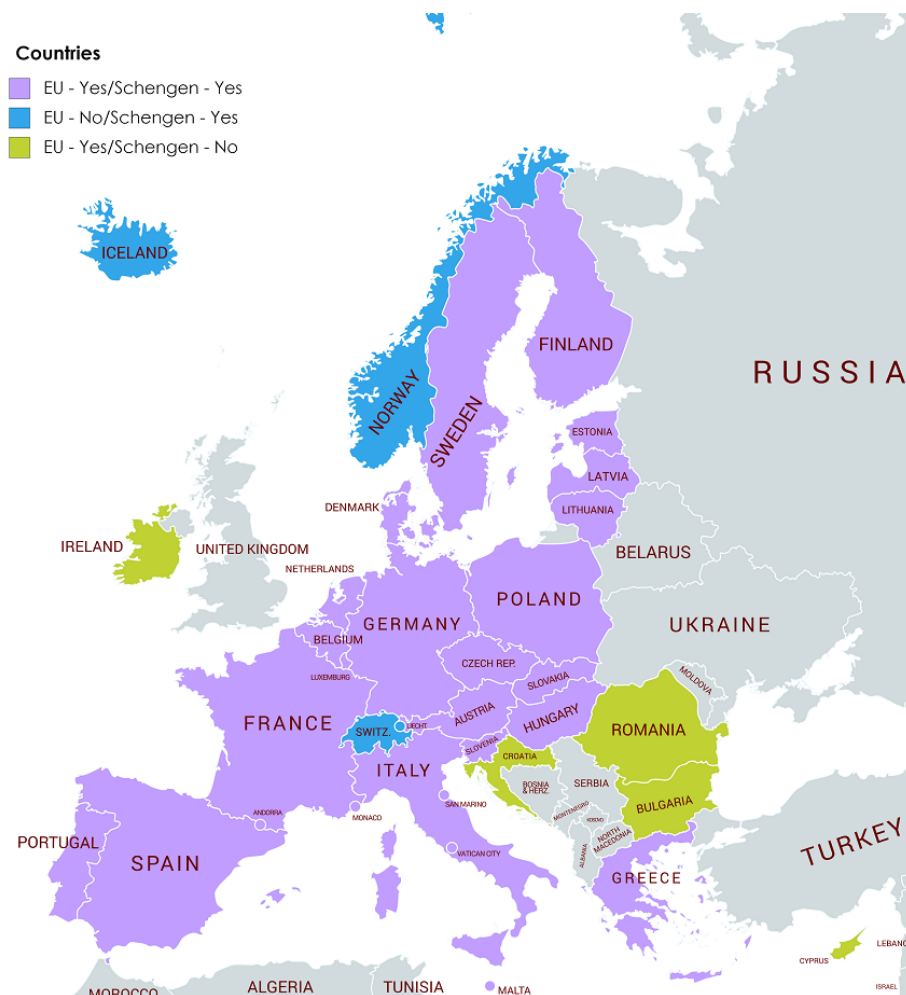 Countries
EU - Yes/Schengen - Yes
EU - No/Schengen - Yes
EU - Yes/Schengen - No
ICELAND
FINLAND
RUSSIA
NORWAY
SWEDEN
ESTONIA
LATVIA
DENMARK
LITHUANIA
IRELAND
UNITED KINGDOM
BELARUS
NETHERLANDS
POLAND
GERMANY
UKRAINE
BELGIUM
CZECH REP.
LUXEMBURG
SLOVAKIA
MOLDOVA
FRANCE
AUSTRIA
HUNGARY
LIECHT.
SWITZ.
ROMANIA
SLOVENIA
CROATIA
ITALY
BOSNIA
& HERZ.
SERBIA
SAN MARINO
BULGARIA
ANDORRA
MONACO
MONTENEGRO
KOSOVO
NORTH
MACEDONIA
PORTUGAL
SPAIN
VATICAN CITY
ALBANIA
TURKEY
GREECE
CYPRUS
LEBANO
MOROCCO
ALGERIA
TUNISIA
MALTA
ISRAEL